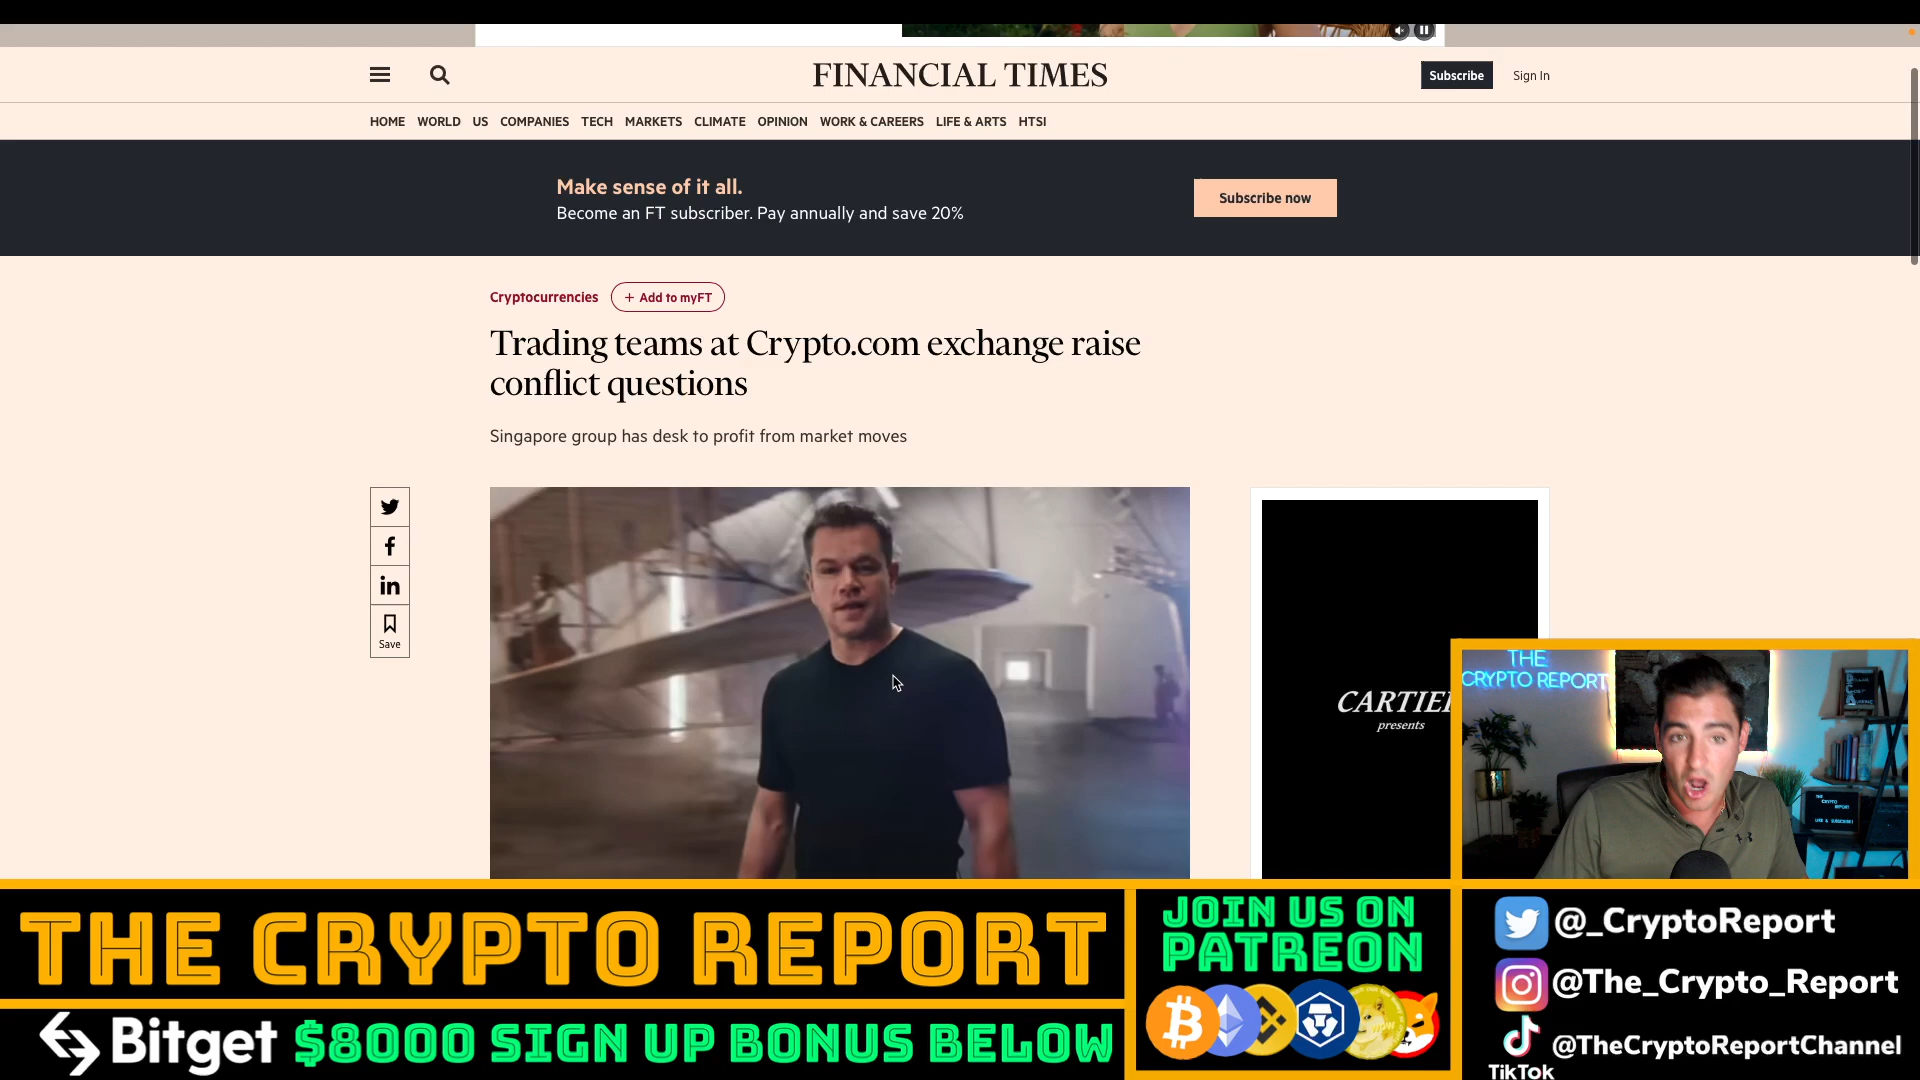 FINANCIAL TIMES
Subscribe
Sign In
HOME WORLD US COMPANIES TECH MARKETS CLIMATE OPINION WORK & CAREERS LIFE & ARTS HTSI
Make sense of it all.
Become an FT subscriber. Pay annually and save 20%
Subscribe now
Cryptocurrencies
+ Add to myFT
Trading teams at Crypto.com exchange raise
conflict questions
Singapore group has desk to profit from market moves
Save
CARTIER
presents
THE
CRYPTO REPORT
THE CRYPTO REPORT
JOIN US ON
PATREON
Bitget $8000 SIGN UP BONUS BELOW
@_CryptoReport
@The_Crypto_Report
@TheCryptoReportChannel
TikTok